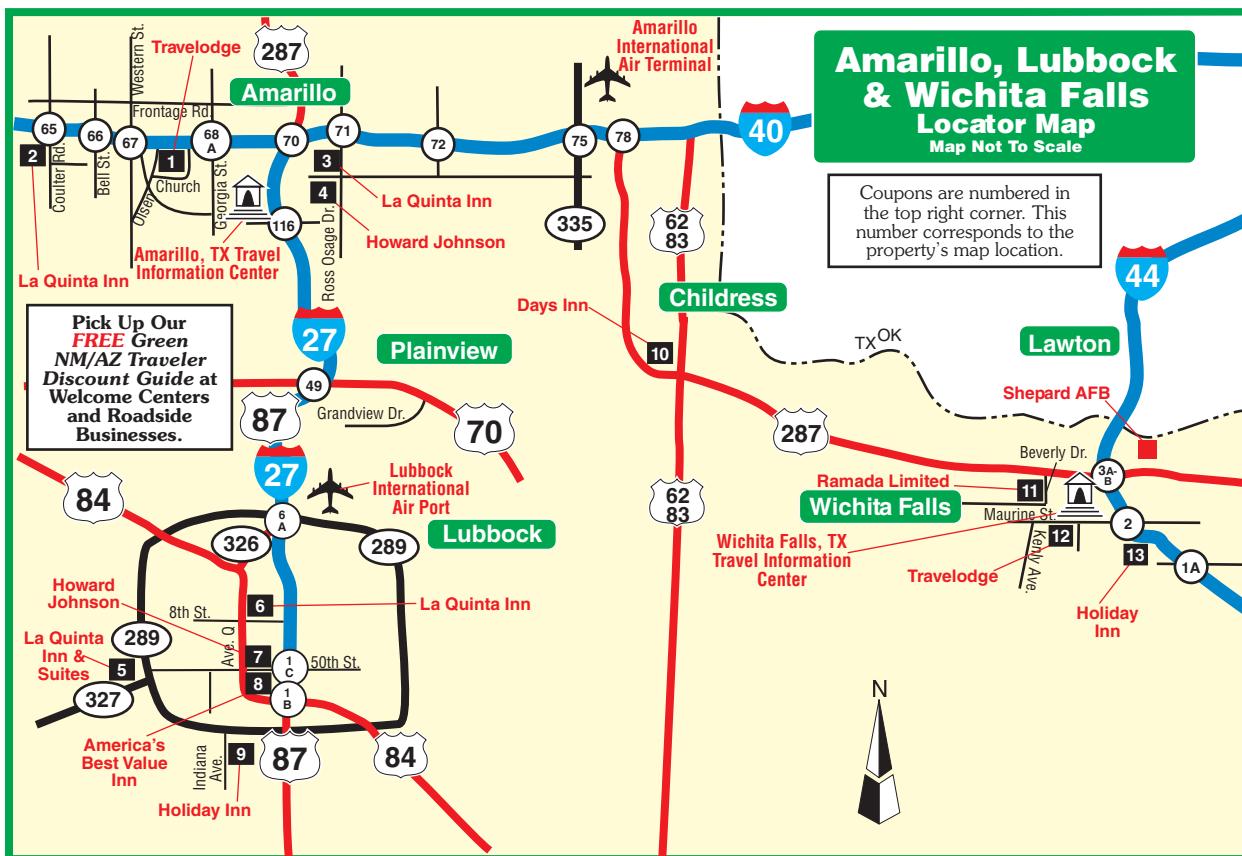 Amarillo, Lubbock
& Wichita Falls
Locator Map
Map Not To Scale
Coupons are numbered in
the top right corner. This
number corresponds to the
property's map location.
Travelodge
Western St.
287
Amarillo
Amarillo
International
Air Terminal
Frontage Rd.
40
65
66
67
68
A
70
71
72
75
78
2
1
3
4
Coulter Rd.
Bell St.
Olsen
Church
Georgia St.
Ross Osage Dr.
La Quinta Inn
Howard Johnson
116
Amarillo, TX Travel
Information Center
La Quinta Inn
335
62
83
44
Pick Up Our
FREE Green
NM/AZ Traveler
Discount Guide at
Welcome Centers
and Roadside
Businesses.
27
Plainview
49
87
Grandview Dr.
70
Days Inn
Childress
10
TX
OK
Lawton
Shepard AFB
287
Beverly Dr.
3A-
B
Ramada Limited
11
Wichita Falls
Maurine St.
2
12
Kenly Ave.
13
1A
Wichita Falls, TX
Travel Information
Center
Travelodge
Holiday
Inn
62
83
84
27
Lubbock
International
Air Port
6
A
326
289
Lubbock
Howard
Johnson
8th St.
6
La Quinta Inn
289
Ave. Q
La Quinta
Inn &
Suites
5
7
1
C
50th St.
8
1
B
327
America's
Best Value
Inn
Indiana
Ave.
9
87
84
Holiday Inn
N